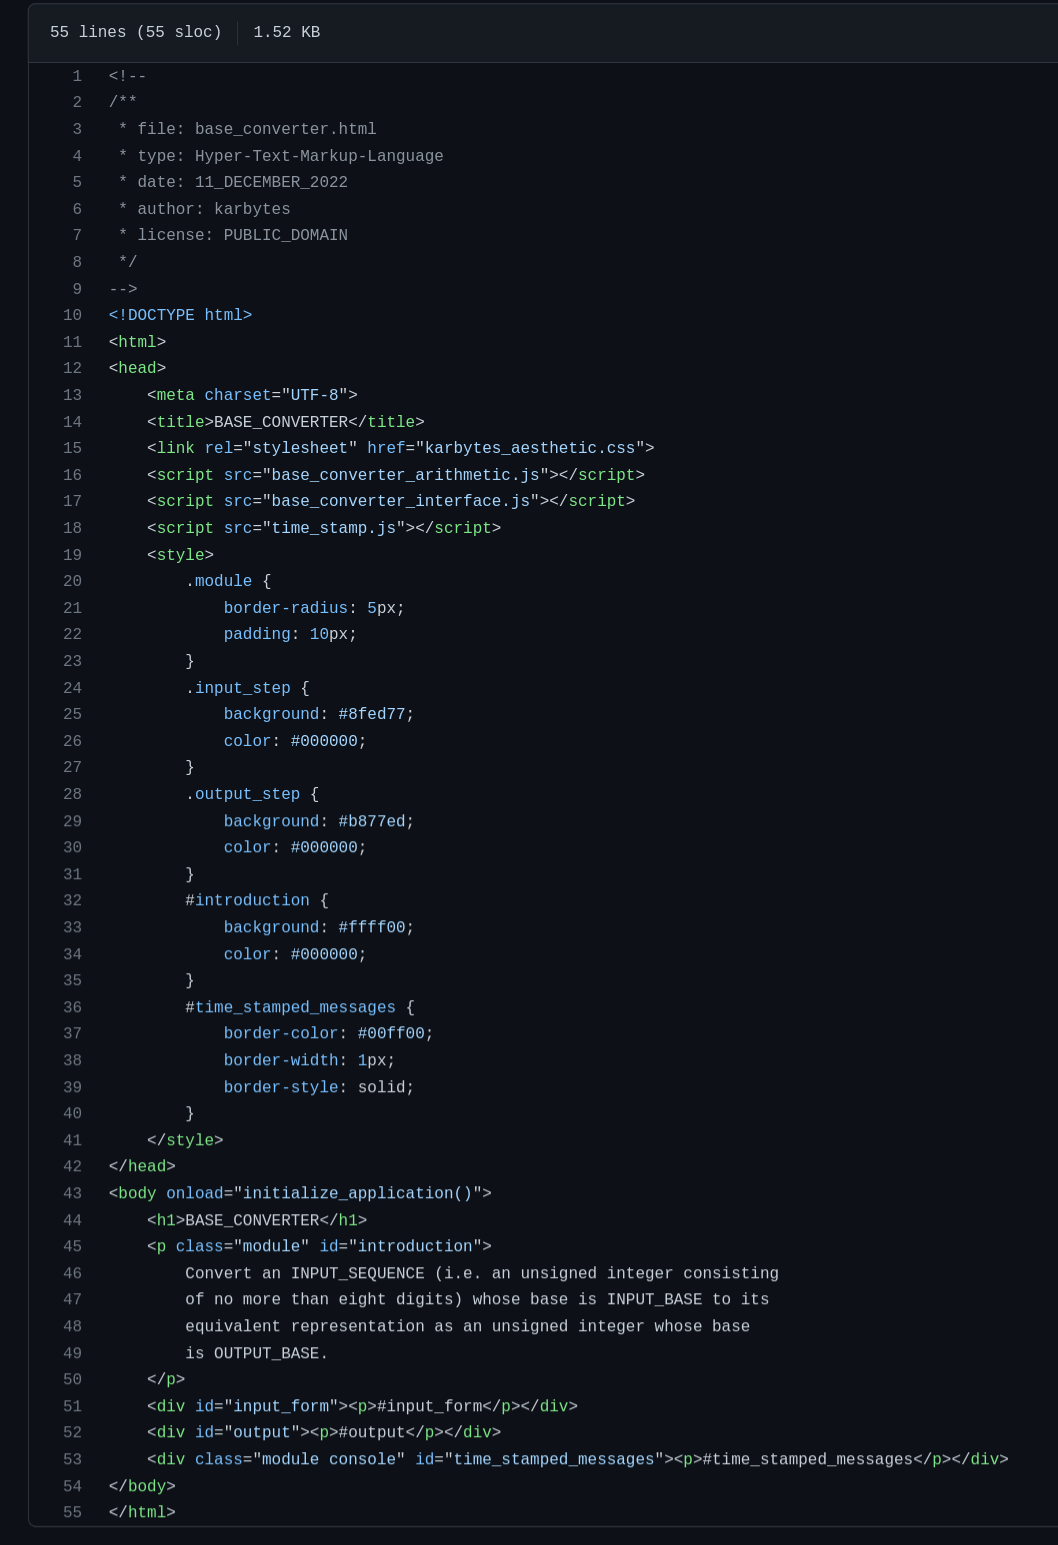 55 lines (55 sloc) 1.52 KB
1 <!--
2 /**
3  * file: base_converter.html
4  * type: Hyper-Text-Markup-Language
5  * date: 11_DECEMBER_2022
6  * author: karbytes
7  * license: PUBLIC_DOMAIN
8  */
9 -->
10 <!DOCTYPE html>
11 <html>
12 <head>
13     <meta charset="UTF-8">
14     <title>BASE_CONVERTER</title>
15     <link rel="stylesheet" href="karbytes_aesthetic.css">
16     <script src="base_converter_arithmetic.js"></script>
17     <script src="base_converter_interface.js"></script>
18     <script src="time_stamp.js"></script>
19     <style>
20         .module {
21             border-radius: 5px;
22             padding: 10px;
23         }
24         .input_step {
25             background: #8fed77;
26             color: #000000;
27         }
28         .output_step {
29             background: #b877ed;
30             color: #000000;
31         }
32         #introduction {
33             background: #ffff00;
34             color: #000000;
35         }
36         #time_stamped_messages {
37             border-color: #00ff00;
38             border-width: 1px;
39             border-style: solid;
40         }
41     </style>
42 </head>
43 <body onload="initialize_application()">
44     <h1>BASE_CONVERTER</h1>
45     <p class="module" id="introduction">
46         Convert an INPUT_SEQUENCE (i.e. an unsigned integer consisting
47         of no more than eight digits) whose base is INPUT_BASE to its
48         equivalent representation as an unsigned integer whose base
49         is OUTPUT_BASE.
50     </p>
51     <div id="input_form"><p>#input_form</p></div>
52     <div id="output"><p>#output</p></div>
53     <div class="module console" id="time_stamped_messages"><p>#time_stamped_messages</p></div>
54 </body>
55 </html>